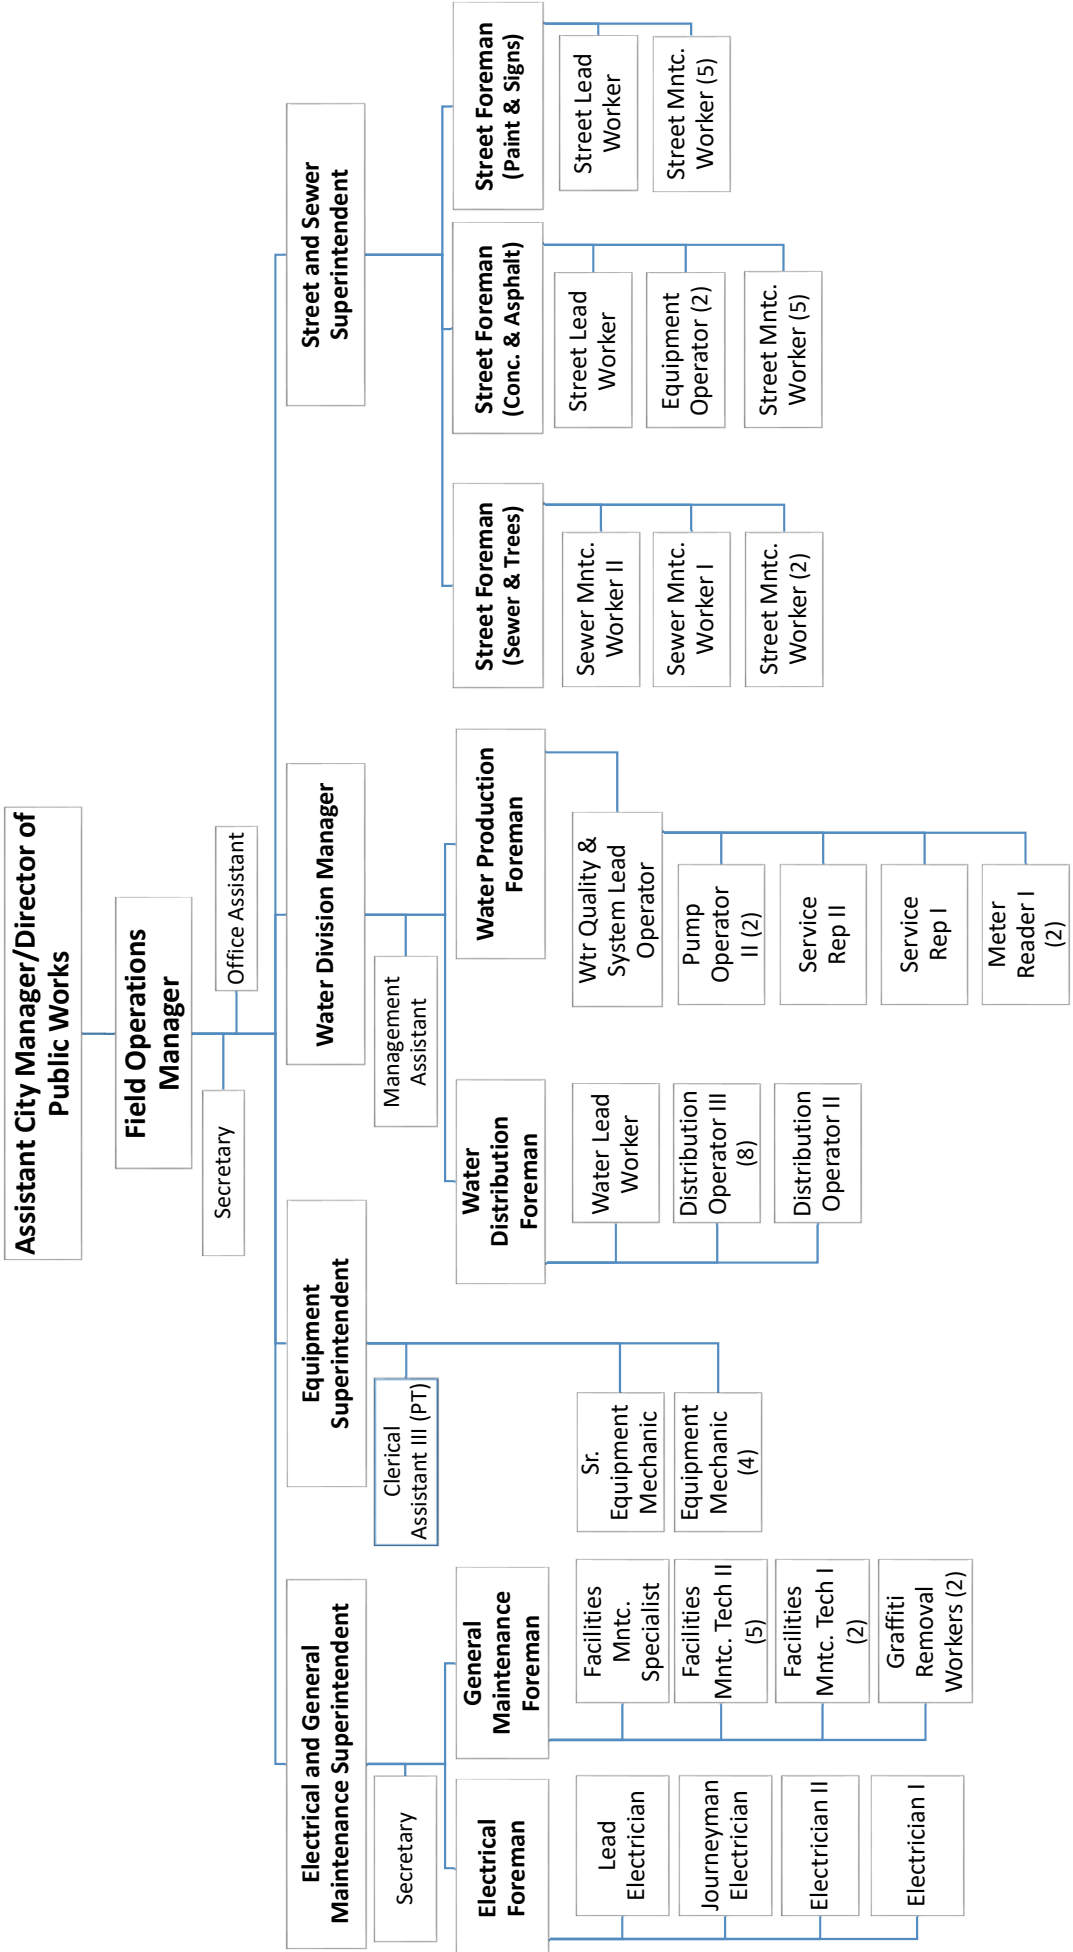 Assistant City Manager/Director of
Public Works
Field Operations
Manager
Secretary
Office Assistant
Electrical and General
Maintenance Superintendent
Secretary
Electrical
Foreman
Lead
Electrician
Journeyman
Electrician
Electrician II
Electrician I
General
Maintenance
Foreman
Facilities
Mntc.
Specialist
Facilities
Mntc. Tech II
(5)
Facilities
Mntc. Tech I
(2)
Graffiti
Removal
Workers (2)
Equipment
Superintendent
Clerical
Assistant III (PT)
Sr.
Equipment
Mechanic
Equipment
Mechanic
(4)
Water Division Manager
Management
Assistant
Water
Distribution
Foreman
Water Lead
Worker
Distribution
Operator III
(8)
Distribution
Operator II
Water Production
Foreman
Wtr Quality &
System Lead
Operator
Pump
Operator
II (2)
Service
Rep II
Service
Rep I
Meter
Reader I
(2)
Street and Sewer
Superintendent
Street Foreman
(Sewer & Trees)
Sewer Mntc.
Worker II
Sewer Mntc.
Worker I
Street Mntc.
Worker (2)
Street Foreman
(Conc. & Asphalt)
Street Lead
Worker
Equipment
Operator (2)
Street Mntc.
Worker (5)
Street Foreman
(Paint & Signs)
Street Lead
Worker
Street Mntc.
Worker (5)